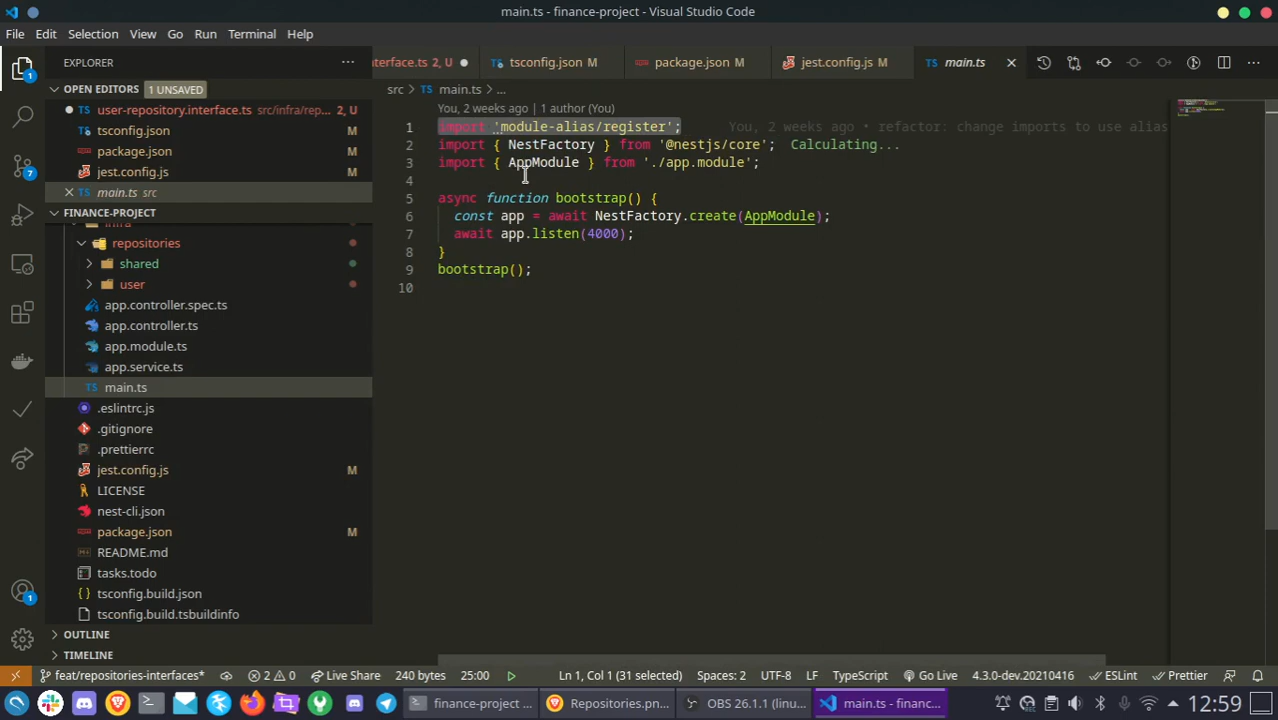 main.ts - finance-project - Visual Studio Code
File Edit Selection View Go Run Terminal Help
EXPLORER
OPEN EDITORS 1 UNSAVED
user-repository.interface.ts src/infra/rep... 2, U
tsconfig.json
package.json M
jest.config.js M
main.ts src
FINANCE-PROJECT
infra
repositories
shared
user
app.controller.spec.ts
app.controller.ts
app.module.ts
app.service.ts
main.ts
.eslintrc.js
.gitignore
.prettierrc
jest.config.js M
LICENSE
nest-cli.json
package.json M
README.md
tasks.todo
tsconfig.build.json
tsconfig.build.tsbuildinfo
OUTLINE
TIMELINE
interface.ts 2, U tsconfig.json M package.json M jest.config.js M main.ts
src > main.ts > ...
You, 2 weeks ago | 1 author (You)
1 import 'module-alias/register'; You, 2 weeks ago • refactor: change imports to use alias
2 import { NestFactory } from '@nestjs/core'; Calculating...
3 import { AppModule } from './app.module';
4
5 async function bootstrap() {
6 const app = await NestFactory.create(AppModule);
7 await app.listen(4000);
8 }
9 bootstrap();
10
1
7
1
feat/repositories-interfaces* 2 0 Live Share 240 bytes 25:00 Ln 1, Col 1 (31 selected) Spaces: 2 UTF-8 LF TypeScript Go Live 4.3.0-dev.20210416 ESLint Prettier
finance-project ... Repositories.pn... OBS 26.1.1 (linu... main.ts - financ... 12:59